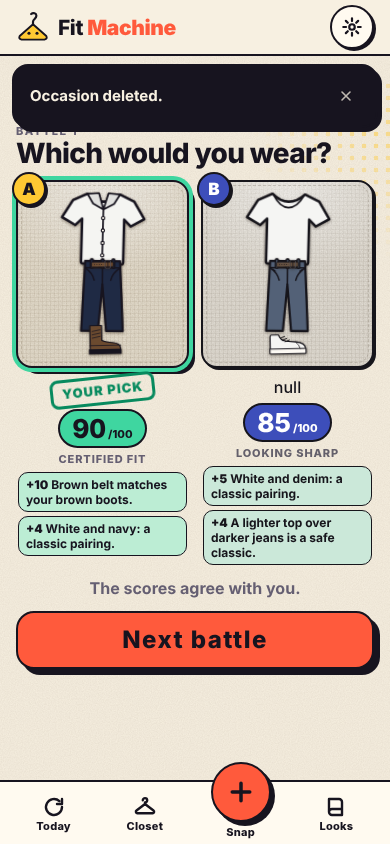 Fit Machine
Occasion deleted.
BATTLE 1
Which would you wear?
A
B
YOUR PICK
90/100
CERTIFIED FIT
+10 Brown belt matches
your brown boots.
+4 White and navy: a
classic pairing.
null
85/100
LOOKING SHARP
+5 White and denim: a
classic pairing.
+4 A lighter top over
darker jeans is a safe
classic.
The scores agree with you.
Next battle
Today
Closet
Snap
Looks